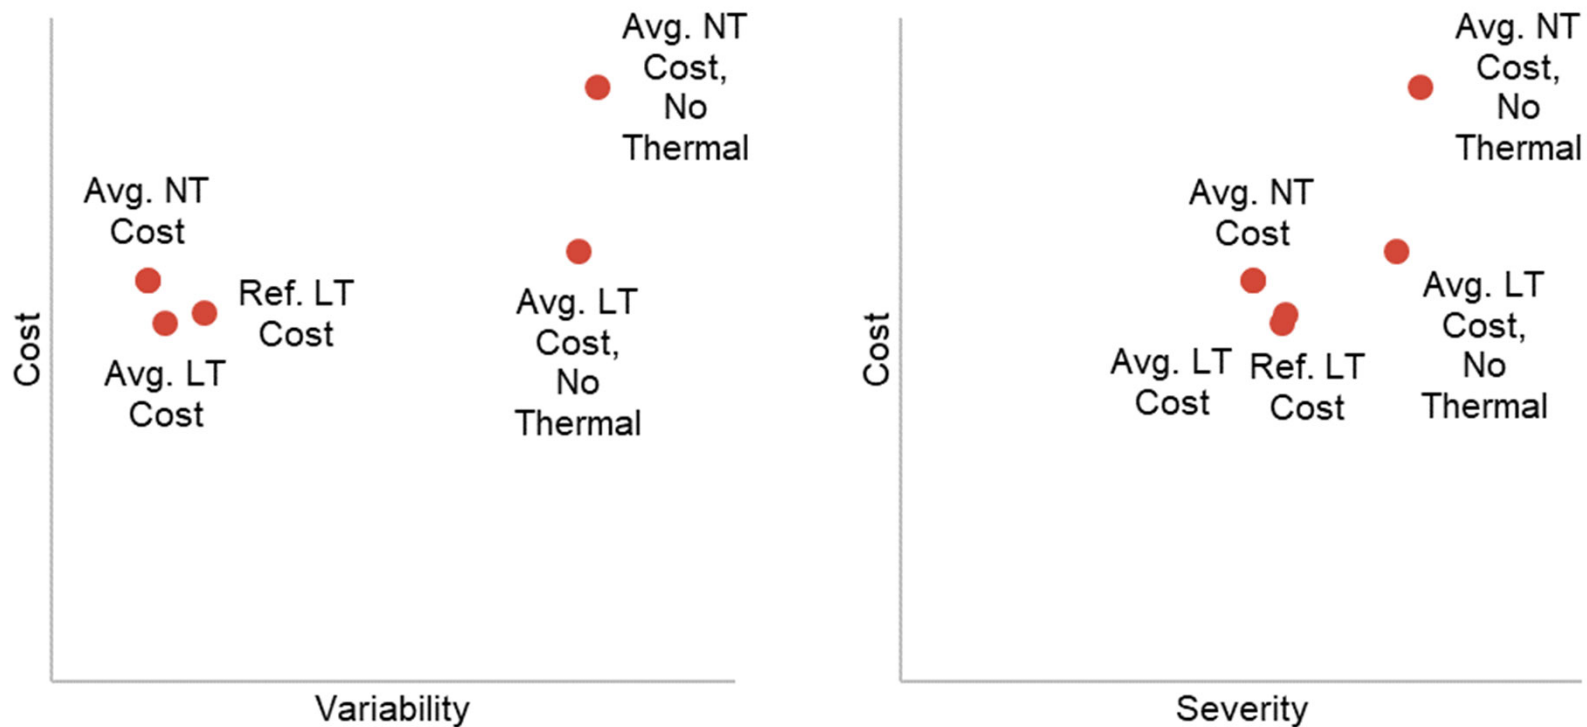 Avg. NT
Cost,
No
Thermal
Avg. NT
Cost
Ref. LT
Cost
Avg. LT
Cost
Avg. LT
Cost,
No
Thermal
Cost
Variability
Avg. NT
Cost,
No
Thermal
Avg. NT
Cost
Avg. LT
Cost,
No
Thermal
Avg. LT
Cost
Ref. LT
Cost
Cost
Severity